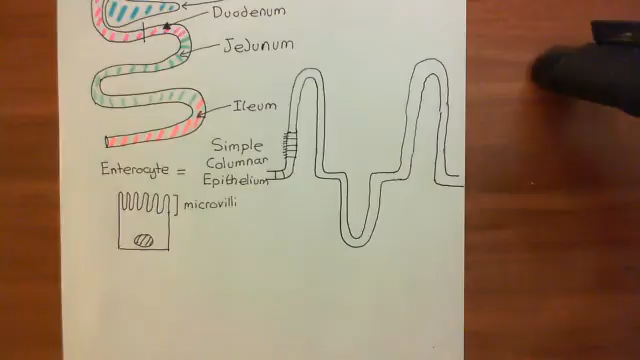 Duodenum
Jejunum
Ileum
Simple
Columnar
Enterocyte = Epithelium
microvilli